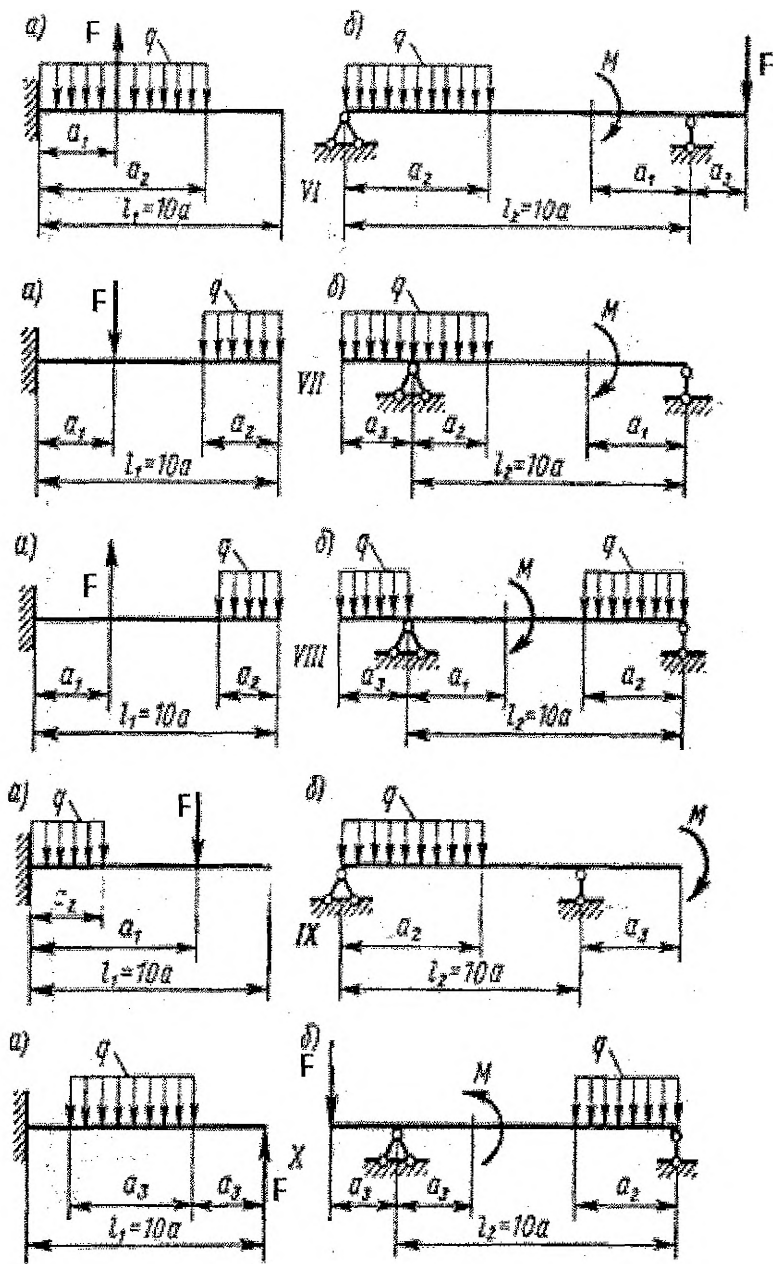 а) F q б) q M F
a₁ a₂ a₁ a₃
a₂ VI
l₁=10a l₂=10a
а) F q б) q M
VII
a₁ a₂ a₃ a₂ a₁
l₁=10a l₂=10a
а) F q б) q M q
VIII
a₁ a₂ a₃ a₁ a₂
l₁=10a l₂=10a
а) q F б) q M
a₁ IX a₂ a₃
l₁=10a l₂=10a
а) q б) F M q
X
a₃ a₃ F a₃ a₃ a₂
l₁=10a l₂=10a